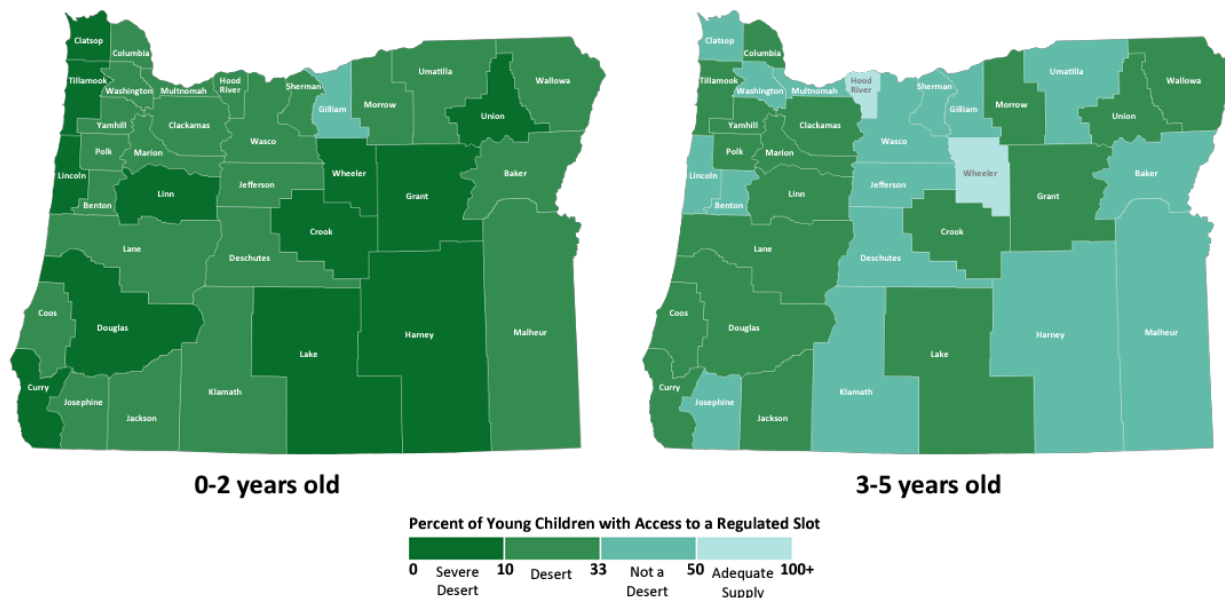 Clatsop
Columbia
Tillamook
Washington
Multnomah
Hood
River
Sherman
Gilliam
Morrow
Umatilla
Wallowa
Union
Yamhill
Clackamas
Wasco
Polk
Marion
Lincoln
Benton
Linn
Jefferson
Wheeler
Grant
Baker
Crook
Lane
Deschutes
Coos
Douglas
Lake
Harney
Malheur
Curry
Josephine
Jackson
Klamath
0-2 years old
Clatsop
Columbia
Tillamook
Washington
Multnomah
Hood
River
Sherman
Gilliam
Morrow
Umatilla
Wallowa
Union
Yamhill
Clackamas
Wasco
Polk
Marion
Lincoln
Benton
Linn
Jefferson
Wheeler
Grant
Baker
Crook
Lane
Deschutes
Coos
Douglas
Lake
Harney
Malheur
Curry
Josephine
Jackson
Klamath
3-5 years old
Percent of Young Children with Access to a Regulated Slot
0 Severe Desert 10 Desert 33 Not a Desert 50 Adequate Supply 100+